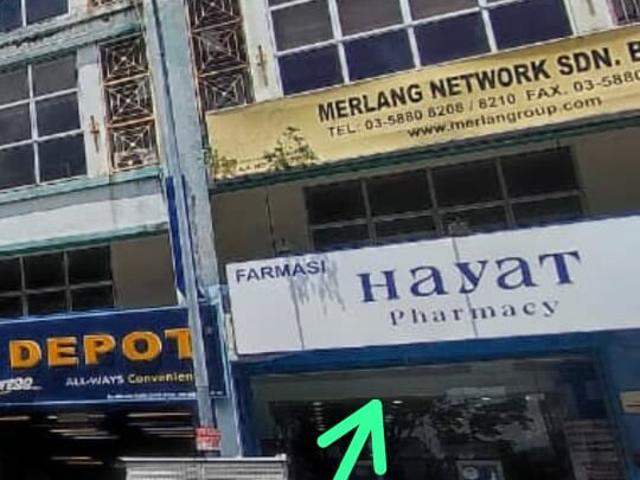 MERLANG NETWORK SDN. B
TEL: 03-5880 8208 / 8210 FAX. 03-588
www.merlangroup.com
FARMASI
HAYAT
Pharmacy
DEPOT
ALL-WAYS Convenien